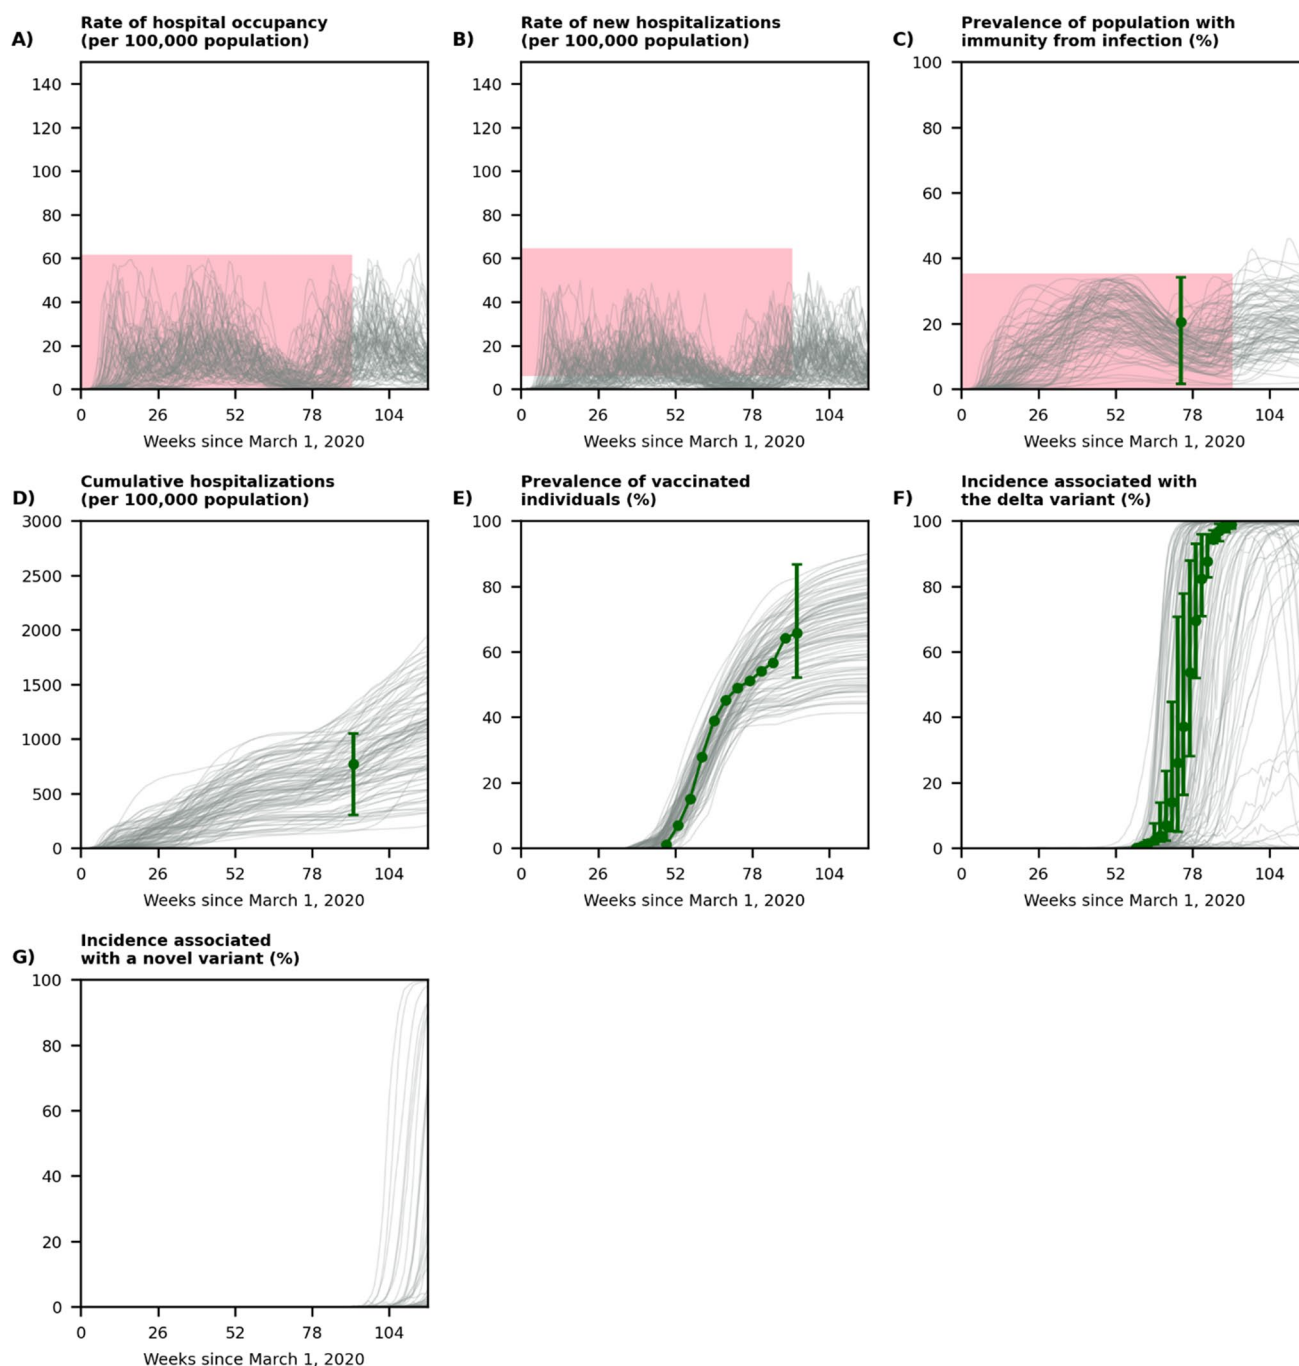 A)
Rate of hospital occupancy
(per 100,000 population)
140
120
100
80
60
40
20
0
0 26 52 78 104
Weeks since March 1, 2020
B)
Rate of new hospitalizations
(per 100,000 population)
140
120
100
80
60
40
20
0
0 26 52 78 104
Weeks since March 1, 2020
C)
Prevalence of population with
immunity from infection (%)
100
80
60
40
20
0
0 26 52 78 104
Weeks since March 1, 2020
D)
Cumulative hospitalizations
(per 100,000 population)
3000
2500
2000
1500
1000
500
0
0 26 52 78 104
Weeks since March 1, 2020
E)
Prevalence of vaccinated
individuals (%)
100
80
60
40
20
0
0 26 52 78 104
Weeks since March 1, 2020
F)
Incidence associated with
the delta variant (%)
100
80
60
40
20
0
0 26 52 78 104
Weeks since March 1, 2020
G)
Incidence associated
with a novel variant (%)
100
80
60
40
20
0
0 26 52 78 104
Weeks since March 1, 2020